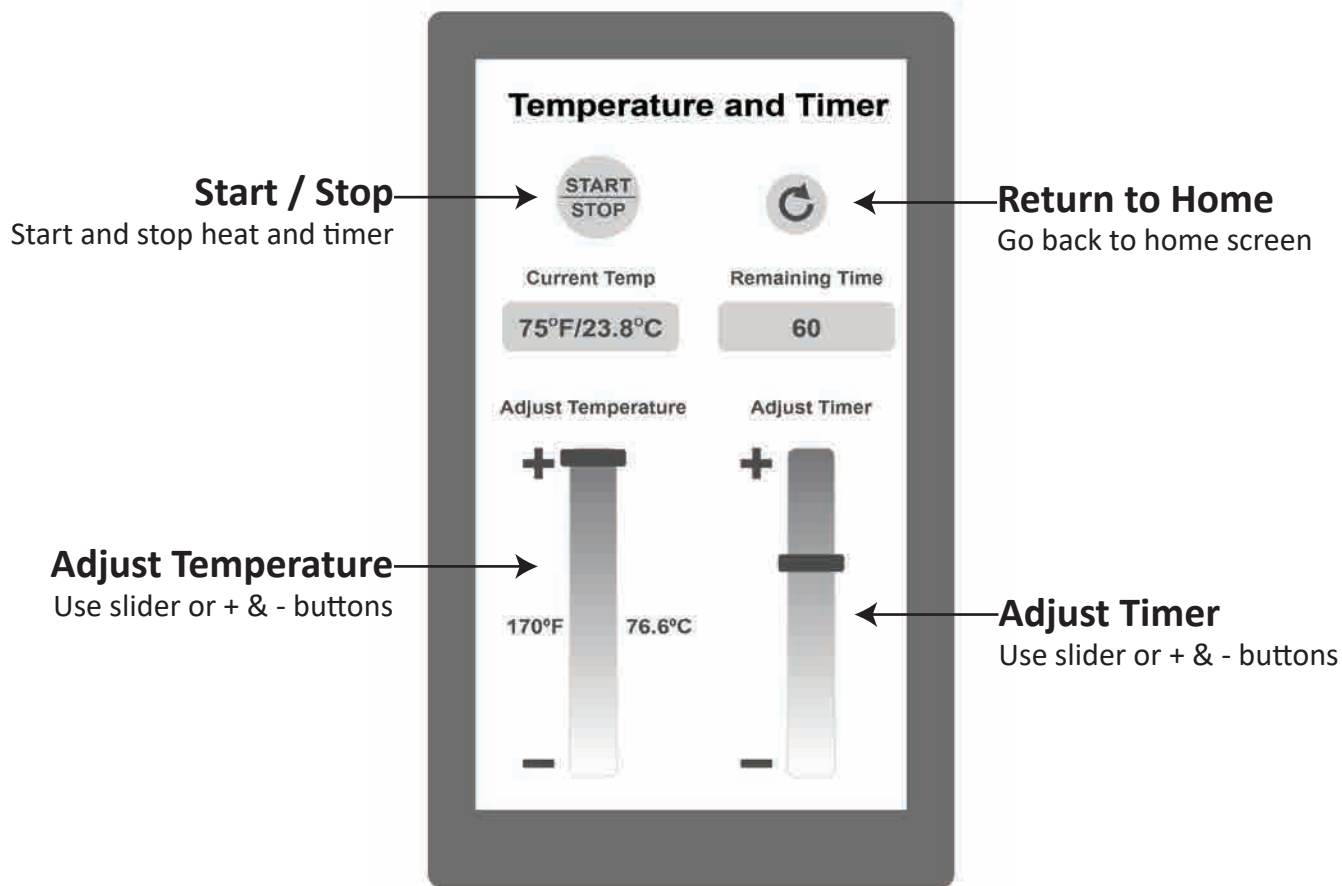 Temperature and Timer
Start / Stop
Start and stop heat and timer
START
STOP
Return to Home
Go back to home screen
Current Temp
Remaining Time
75°F/23.8°C
60
Adjust Temperature
Adjust Timer
+
+
Adjust Temperature
Use slider or + & - buttons
170ºF
76.6ºC
Adjust Timer
Use slider or + & - buttons
-
-